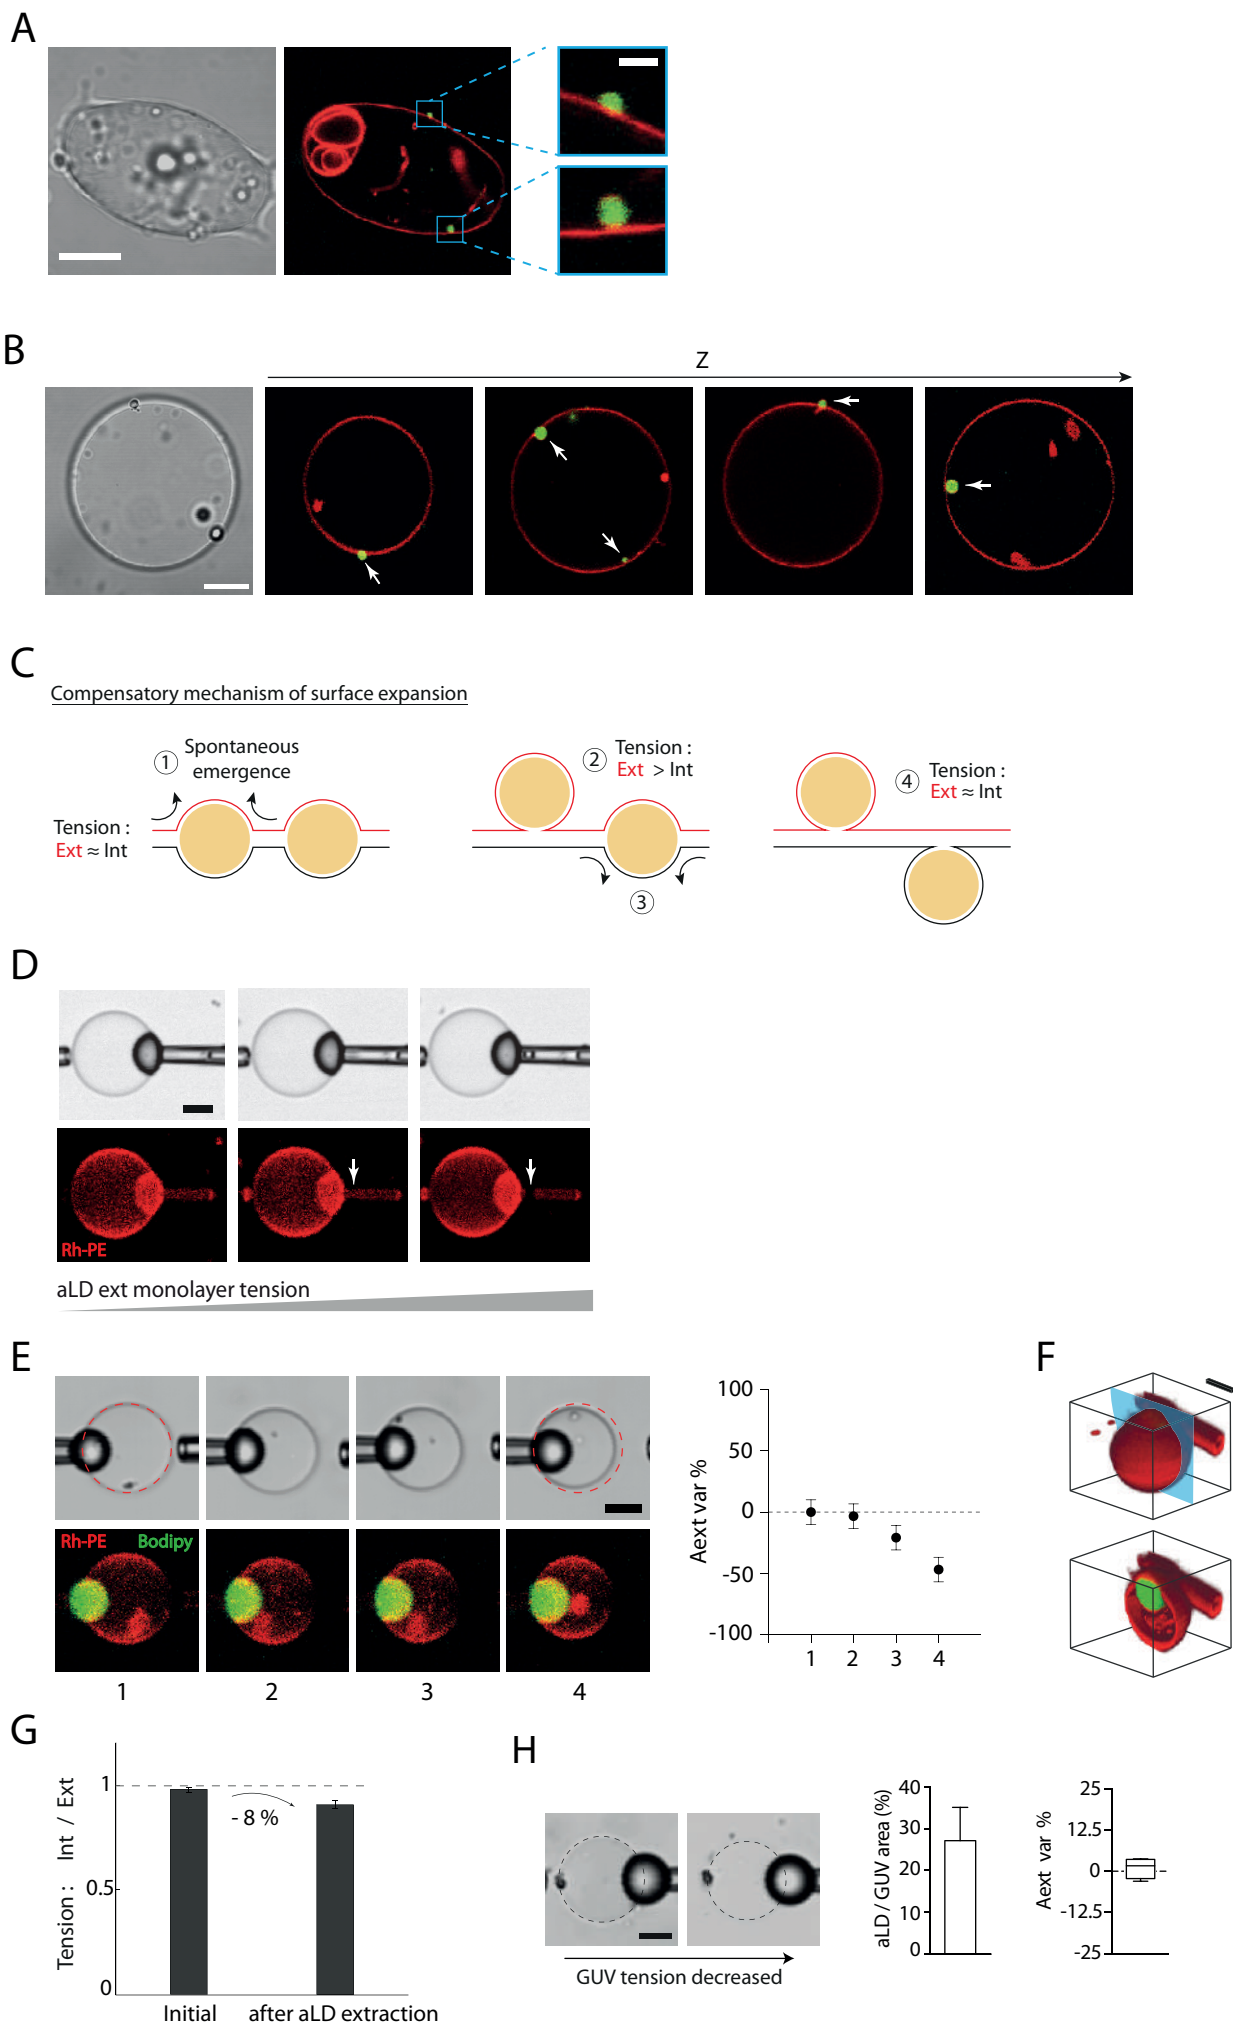 A
B
Z
C
Compensatory mechanism of surface expansion
1 Spontaneous
emergence
Tension :
Ext ≈ Int
2 Tension :
Ext > Int
3
4 Tension :
Ext ≈ Int
D
Rh-PE
aLD ext monolayer tension
E
Rh-PE Bodipy
1 2 3 4
Aext var %
100
50
0
-50
-100
1 2 3 4
F
G
Tension : Int / Ext
1
0.5
0
- 8 %
Initial after aLD extraction
H
GUV tension decreased
aLD / GUV area (%)
40
30
20
10
0
Aext var %
25
12.5
0
-12.5
-25